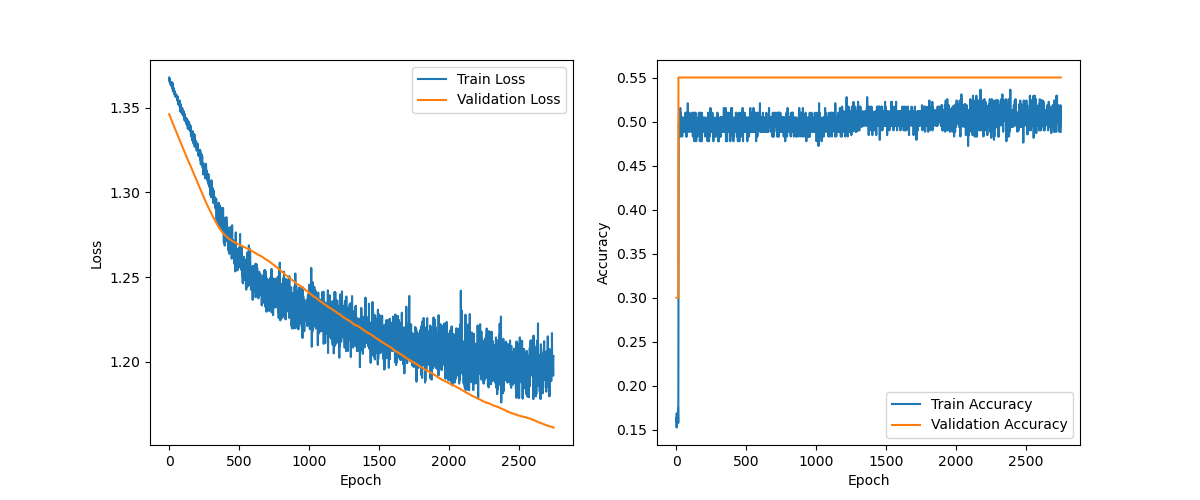 Train Loss
Validation Loss
1.35
1.30
1.25
1.20
Loss
0 500 1000 1500 2000 2500
Epoch
0.55
0.50
0.45
0.40
0.35
0.30
0.25
0.20
0.15
Accuracy
Train Accuracy
Validation Accuracy
0 500 1000 1500 2000 2500
Epoch